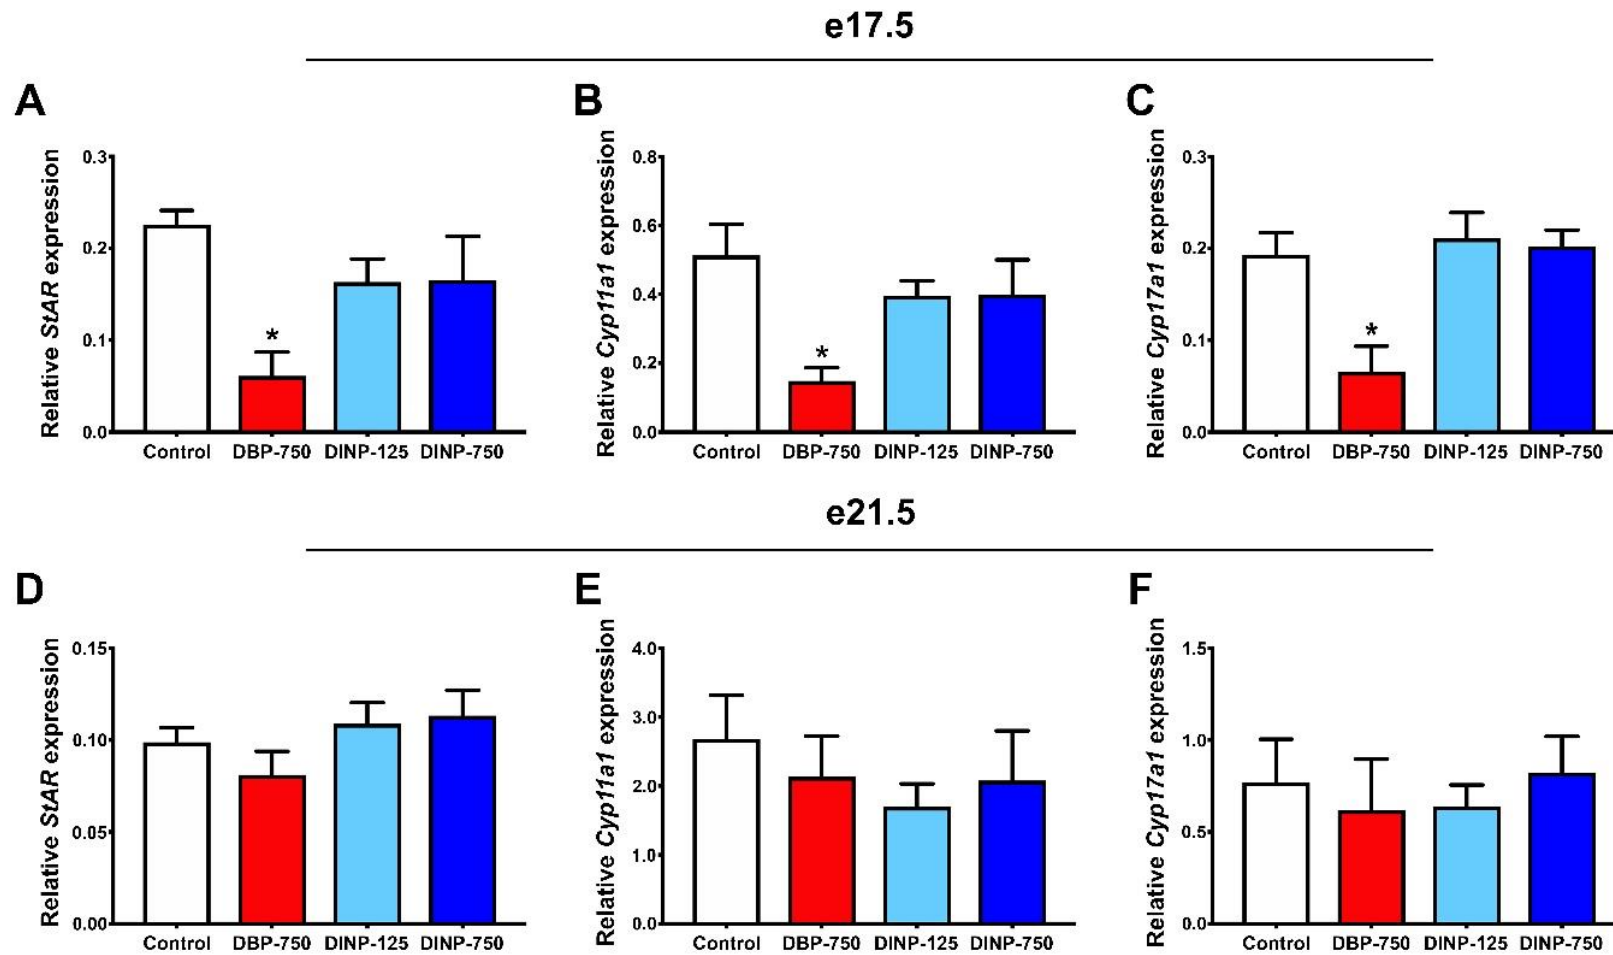 e17.5
A
B
C
Relative StAR expression
0.3
0.2
0.1
0.0
*
Control DBP-750 DINP-125 DINP-750
Relative Cyp11a1 expression
0.8
0.6
0.4
0.2
0.0
*
Control DBP-750 DINP-125 DINP-750
Relative Cyp17a1 expression
0.3
0.2
0.1
0.0
*
Control DBP-750 DINP-125 DINP-750
e21.5
D
E
F
Relative StAR expression
0.15
0.10
0.05
0.00
Control DBP-750 DINP-125 DINP-750
Relative Cyp11a1 expression
4.0
3.0
2.0
1.0
0.0
Control DBP-750 DINP-125 DINP-750
Relative Cyp17a1 expression
1.5
1.0
0.5
0.0
Control DBP-750 DINP-125 DINP-750